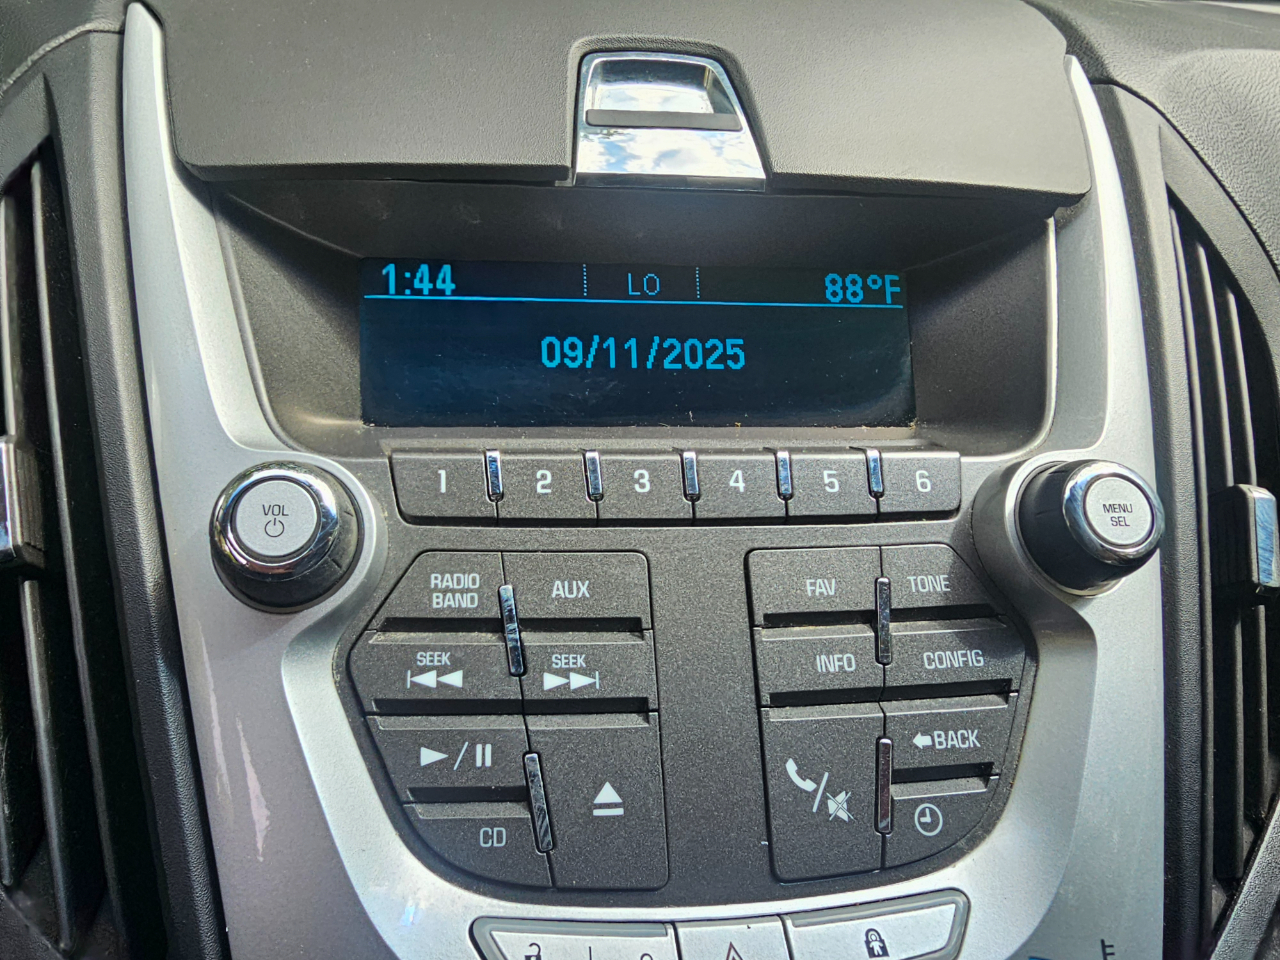 1:44 LO 88°F
09/11/2025
1 2 3 4 5 6
VOL
MENU
SEL
RADIO
BAND
AUX
FAV
TONE
SEEK
SEEK
INFO
CONFIG
BACK
CD